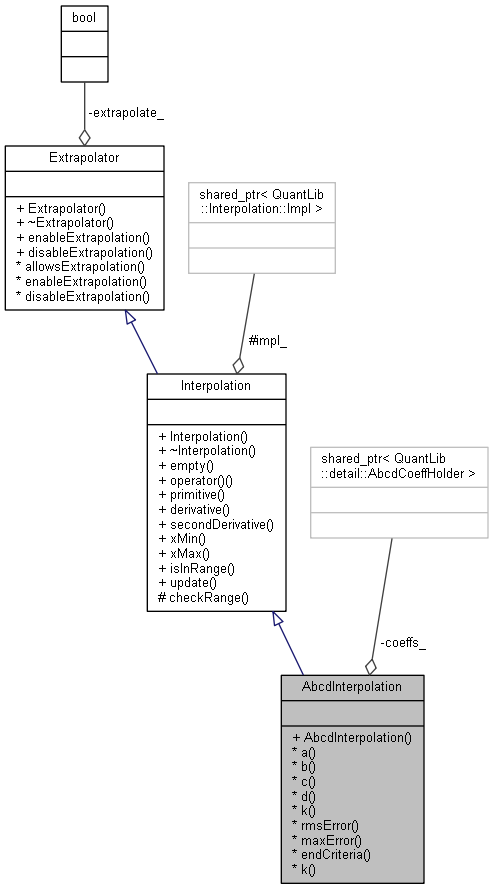 bool
-extrapolate_
Extrapolator
+ Extrapolator()
+ ~Extrapolator()
+ enableExtrapolation()
+ disableExtrapolation()
* allowsExtrapolation()
* enableExtrapolation()
* disableExtrapolation()
shared_ptr< QuantLib
::Interpolation::Impl >
#impl_
Interpolation
+ Interpolation()
+ ~Interpolation()
+ empty()
+ operator()()
+ primitive()
+ derivative()
+ secondDerivative()
+ xMin()
+ xMax()
+ isInRange()
+ update()
# checkRange()
shared_ptr< QuantLib
::detail::AbcdCoeffHolder >
-coeffs_
AbcdInterpolation
+ AbcdInterpolation()
* a()
* b()
* c()
* d()
* k()
* rmsError()
* maxError()
* endCriteria()
* k()